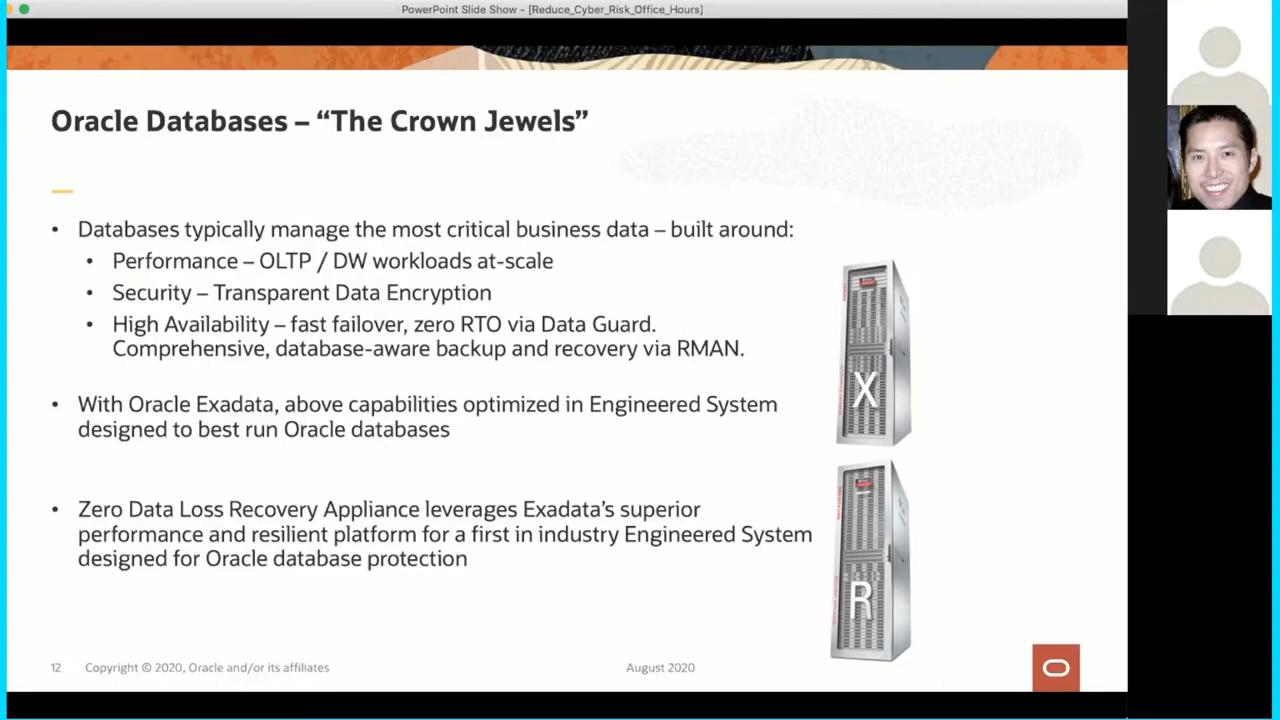 PowerPoint Slide Show - [Reduce_Cyber_Risk_Office_Hours]
Oracle Databases – “The Crown Jewels”
• Databases typically manage the most critical business data – built around:
• Performance – OLTP / DW workloads at-scale
• Security – Transparent Data Encryption
• High Availability – fast failover, zero RTO via Data Guard.
Comprehensive, database-aware backup and recovery via RMAN.
• With Oracle Exadata, above capabilities optimized in Engineered System
designed to best run Oracle databases
X
• Zero Data Loss Recovery Appliance leverages Exadata’s superior
performance and resilient platform for a first in industry Engineered System
designed for Oracle database protection
R
12 Copyright © 2020, Oracle and/or its affiliates August 2020